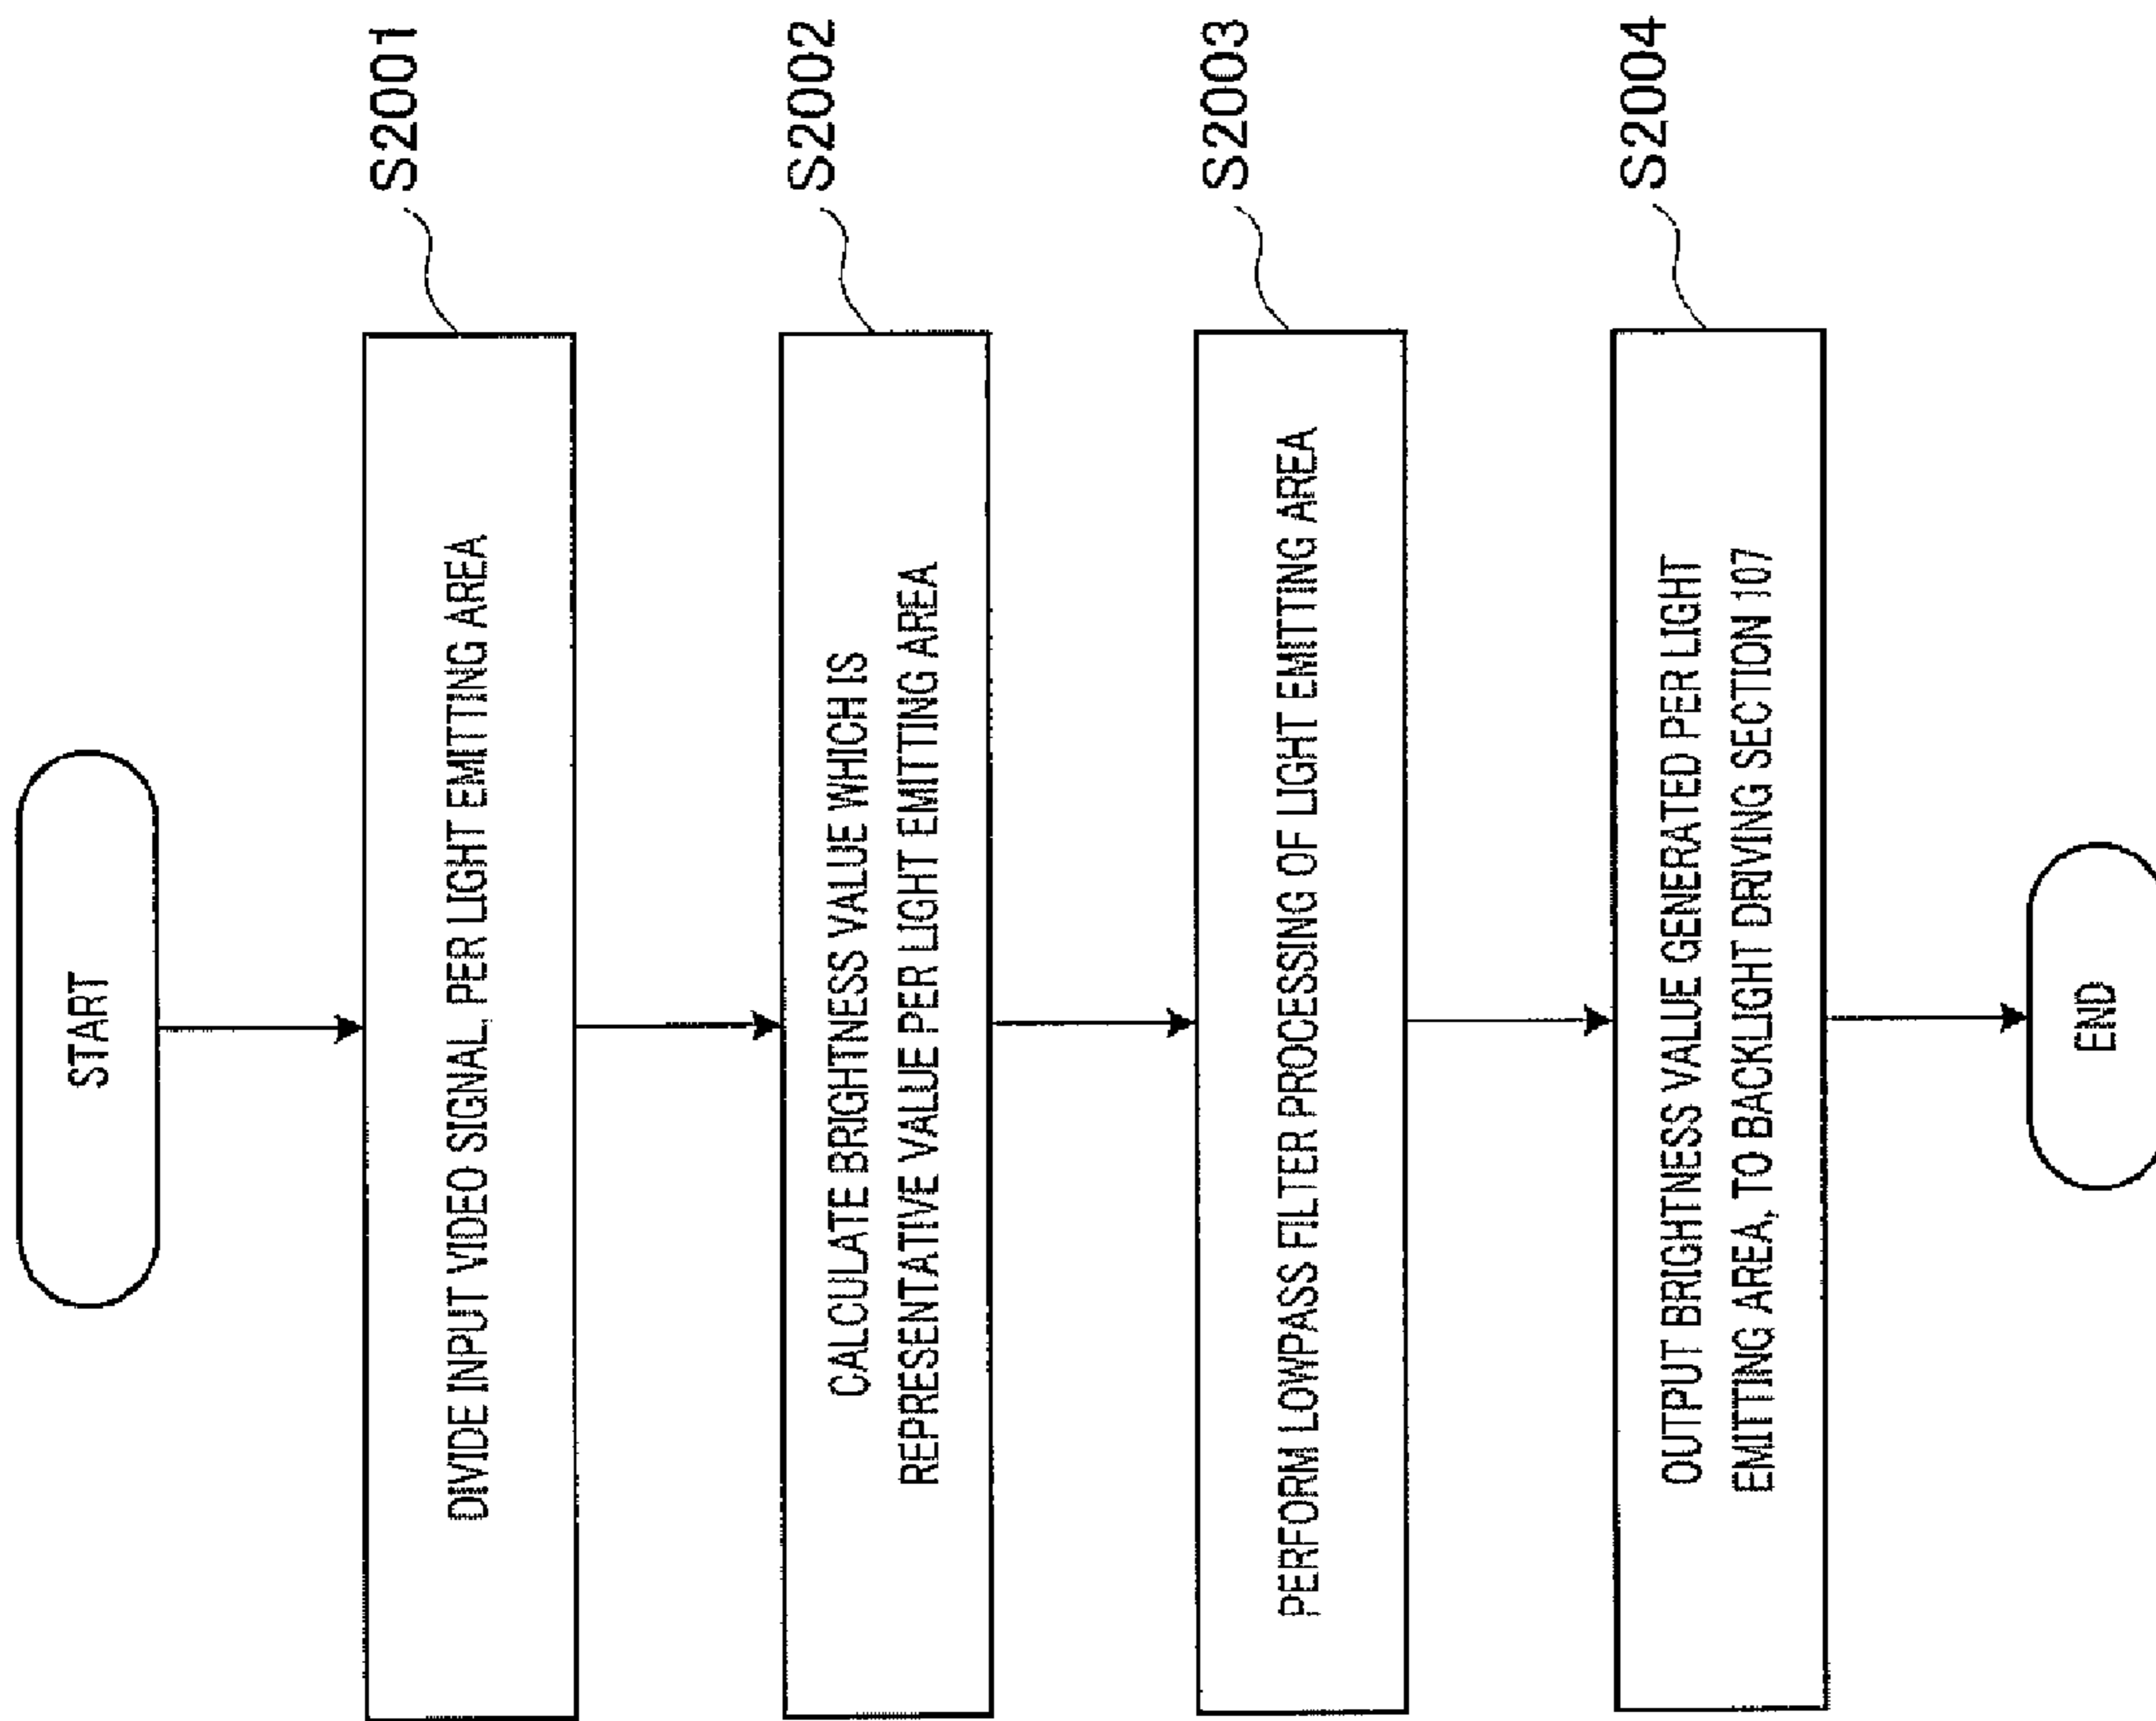 START
S2001
DIVIDE INPUT VIDEO SIGNAL, PER LIGHT EMITTING AREA
S2002
CALCULATE BRIGHTNESS VALUE WHICH IS
REPRESENTATIVE VALUE PER LIGHT EMITTING AREA
S2003
PERFORM LOWPASS FILTER PROCESSING OF LIGHT EMITTING AREA
S2004
OUTPUT BRIGHTNESS VALUE GENERATED PER LIGHT
EMITTING AREA, TO BACKLIGHT DRIVING SECTION 107
END